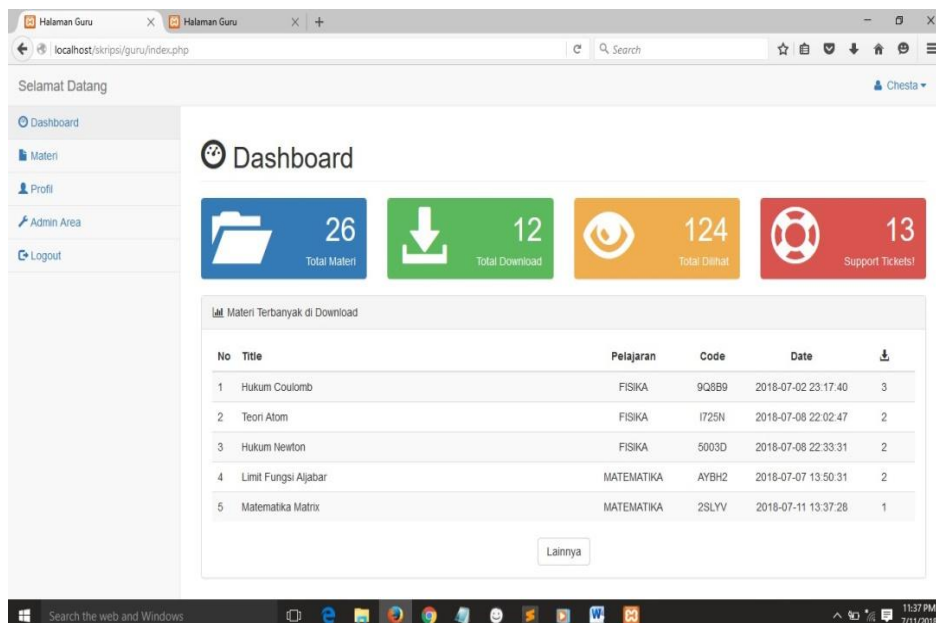 Halaman Guru
Halaman Guru
localhost/skripsi/guru/index.php
Search
Selamat Datang
Chesta
Dashboard
Materi
Profil
Admin Area
Logout
Dashboard
26
Total Materi
12
Total Download
124
Total Dilihat
13
Support Tickets!
Materi Terbanyak di Download
No Title Pelajaran Code Date
1 Hukum Coulomb FISIKA 9Q8B9 2018-07-02 23:17:40 3
2 Teori Atom FISIKA I725N 2018-07-08 22:02:47 2
3 Hukum Newton FISIKA 5003D 2018-07-08 22:33:31 2
4 Limit Fungsi Aljabar MATEMATIKA AYBH2 2018-07-07 13:50:31 2
5 Matematika Matrix MATEMATIKA 2SLYV 2018-07-11 13:37:28 1
Lainnya
Search the web and Windows
11:37 PM
7/11/2018